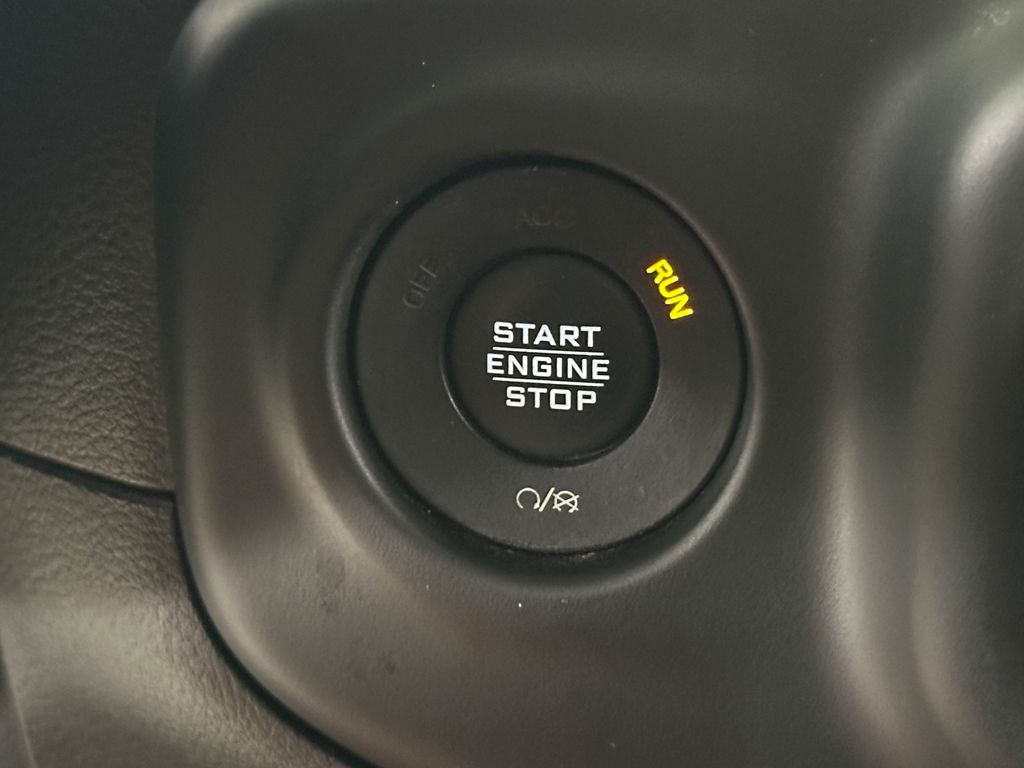 ACC
OFF
RUN
START
ENGINE
STOP